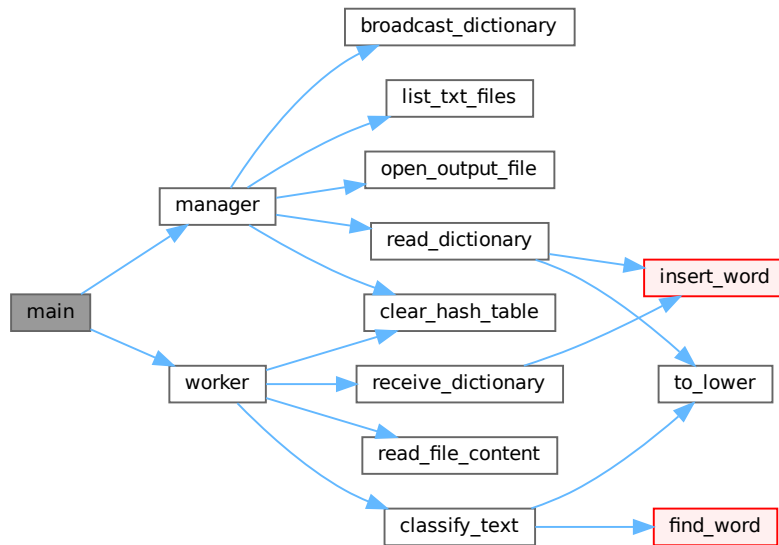 broadcast_dictionary
list_txt_files
open_output_file
manager
read_dictionary
insert_word
main
clear_hash_table
worker
receive_dictionary
to_lower
read_file_content
classify_text
find_word